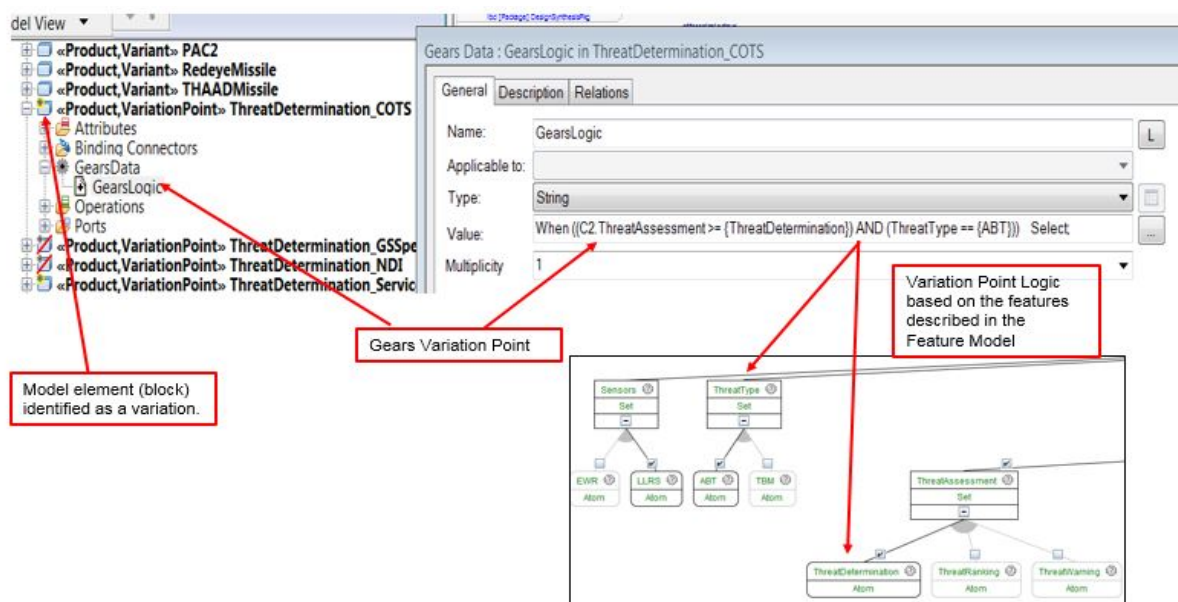 del View
ibd [Package] DesignSynthesisPkg
«Product,Variant» PAC2
«Product,Variant» RedeyeMissile
«Product,Variant» THAADMissile
«Product,VariationPoint» ThreatDetermination_COTS
Attributes
Binding Connectors
GearsData
GearsLogic
Operations
Ports
«Product,VariationPoint» ThreatDetermination_GSSpe
«Product,VariationPoint» ThreatDetermination_NDI
«Product,VariationPoint» ThreatDetermination_Servic
Gears Data : GearsLogic in ThreatDetermination_COTS
General Description Relations
Name: GearsLogic L
Applicable to:
Type: String
Value: When ((C2.ThreatAssessment >= {ThreatDetermination}) AND (ThreatType == {ABT})) Select; ...
Multiplicity 1
Variation Point Logic
based on the features
described in the
Feature Model
Gears Variation Point
Model element (block)
identified as a variation.
Sensors ThreatType
Set Set
EWR LLRS ABT TBM
Atom Atom Atom Atom
ThreatAssessment
Set
ThreatDetermination ThreatRanking ThreatWarning
Atom Atom Atom